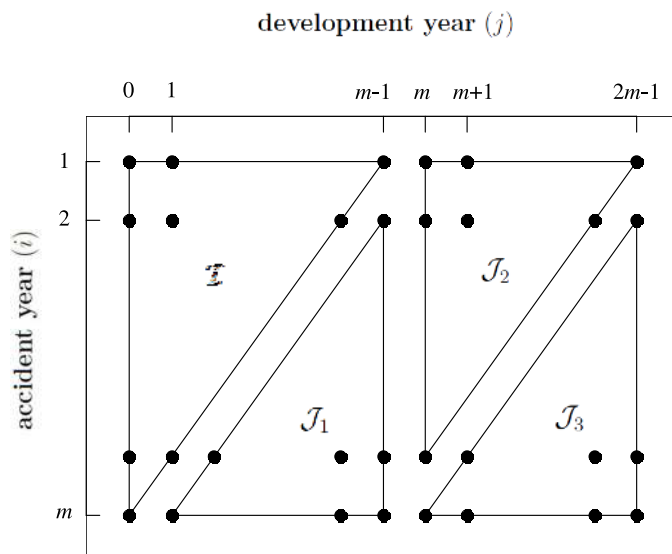 development year (j)
0 1 m-1 m m+1 2m-1
1
2
accident year (i)
ℐ
𝒥₂
𝒥₁
𝒥₃
m